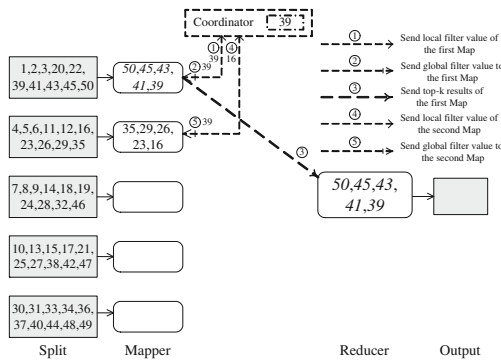 Coordinator 39
① ④
39 16
② 39
⑤ 39
③
1,2,3,20,22,
39,41,43,45,50
50,45,43,
41,39
4,5,6,11,12,16
23,26,29,35
35,29,26,
23,16
7,8,9,14,18,19,
24,28,32,46
10,13,15,17,21,
25,27,38,42,47
30,31,33,34,36,
37,40,44,48,49
50,45,43,
41,39
① Send local filter value of
the first Map
② Send global filter value to
the first Map
③ Send top-k results of
the first Map
④ Send local filter value of
the second Map
⑤ Send global filter value to
the second Map
Split Mapper Reducer Output